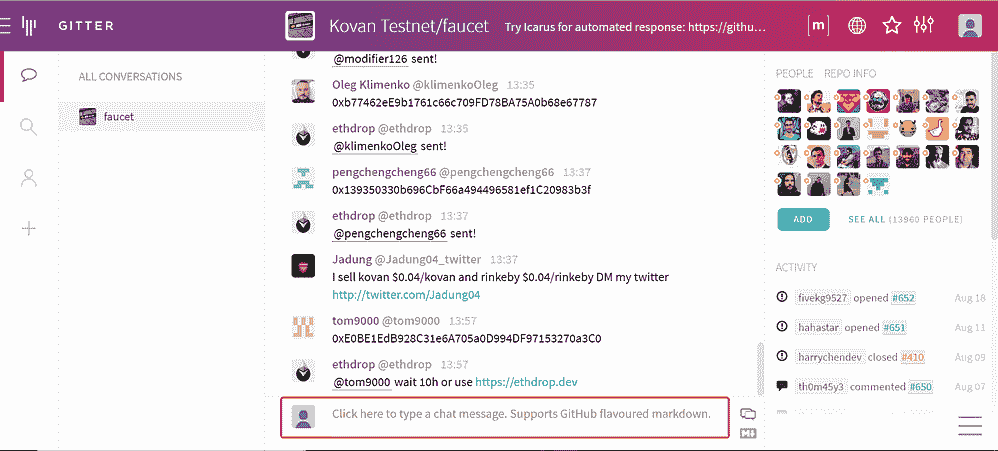 GITTER
Kovan Testnet/faucet
Try Icarus for automated response: https://githu…
[m]
ALL CONVERSATIONS
faucet
@modifier126 sent!
Oleg Klimenko @klimenkoOleg 13:35
0xb77462eE9b1761c66c709FD78BA75A0b68e67787
ethdrop @ethdrop 13:35
@klimenkoOleg sent!
pengchengcheng66 @pengchengcheng66 13:37
0x139350330b696CbF66a494496581ef1C20983b3f
ethdrop @ethdrop 13:37
@pengchengcheng66 sent!
Jadung @Jadung04_twitter 13:37
I sell kovan $0.04/kovan and rinkeby $0.04/rinkeby DM my twitter
http://twitter.com/Jadung04
tom9000 @tom9000 13:57
0xE0BE1EdB928C31e6A705a0D994DF97153270a3C0
ethdrop @ethdrop 13:57
@tom9000 wait 10h or use https://ethdrop.dev
Click here to type a chat message. Supports GitHub flavoured markdown.
PEOPLE REPO INFO
ADD
SEE ALL (13960 PEOPLE)
ACTIVITY
fivekg9527 opened #652 Aug 18
hahastar opened #651 Aug 11
harrychendev closed #410 Aug 09
th0m45y3 commented #650 Aug 07